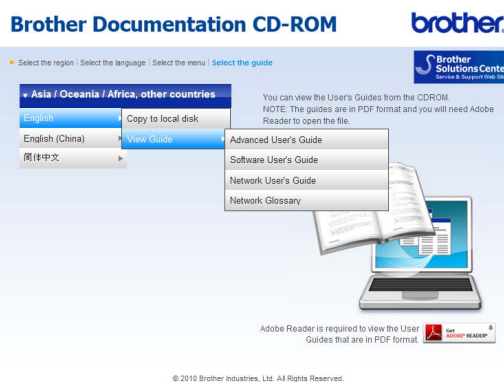 Brother Documentation CD-ROM
brother
Select the region | Select the language | Select the menu | Select the guide
Brother
Solutions Cente
Service & Support Web Sit
Asia / Oceania / Africa, other countries
You can view the User's Guides from the CDROM.
NOTE: The guides are in PDF format and you will need Adobe
Reader to open the file.
English
Copy to local disk
English (China)
View Guide
Advanced User's Guide
简体中文
Software User's Guide
Network User's Guide
Network Glossary
Adobe Reader is required to view the User
Guides that are in PDF format.
Get
ADOBE® READER®
© 2010 Brother Industries, Ltd. All Rights Reserved.